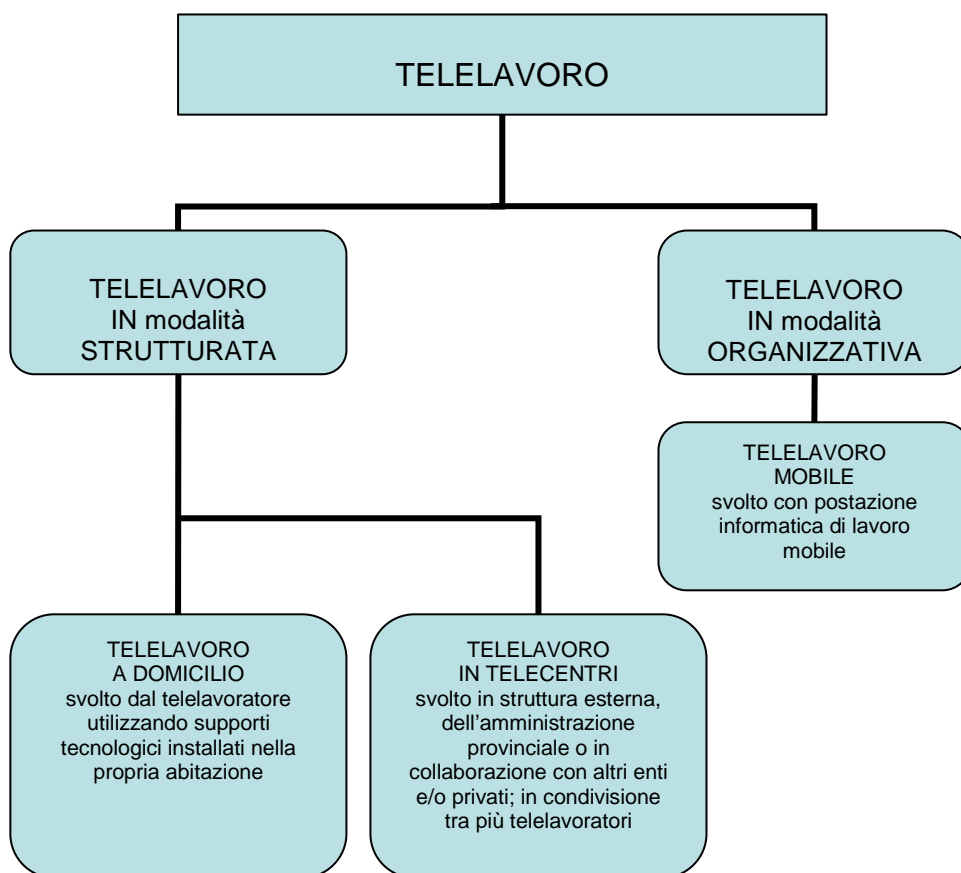 TELELAVORO
TELELAVORO
IN modalità
STRUTTURATA
TELELAVORO
IN modalità
ORGANIZZATIVA
TELELAVORO
MOBILE
svolto con postazione
informatica di lavoro
mobile
TELELAVORO
A DOMICILIO
svolto dal telelavoratore
utilizzando supporti
tecnologici installati nella
propria abitazione
TELELAVORO
IN TELECENTRI
svolto in struttura esterna,
dell’amministrazione
provinciale o in
collaborazione con altri enti
e/o privati; in condivisione
tra più telelavoratori